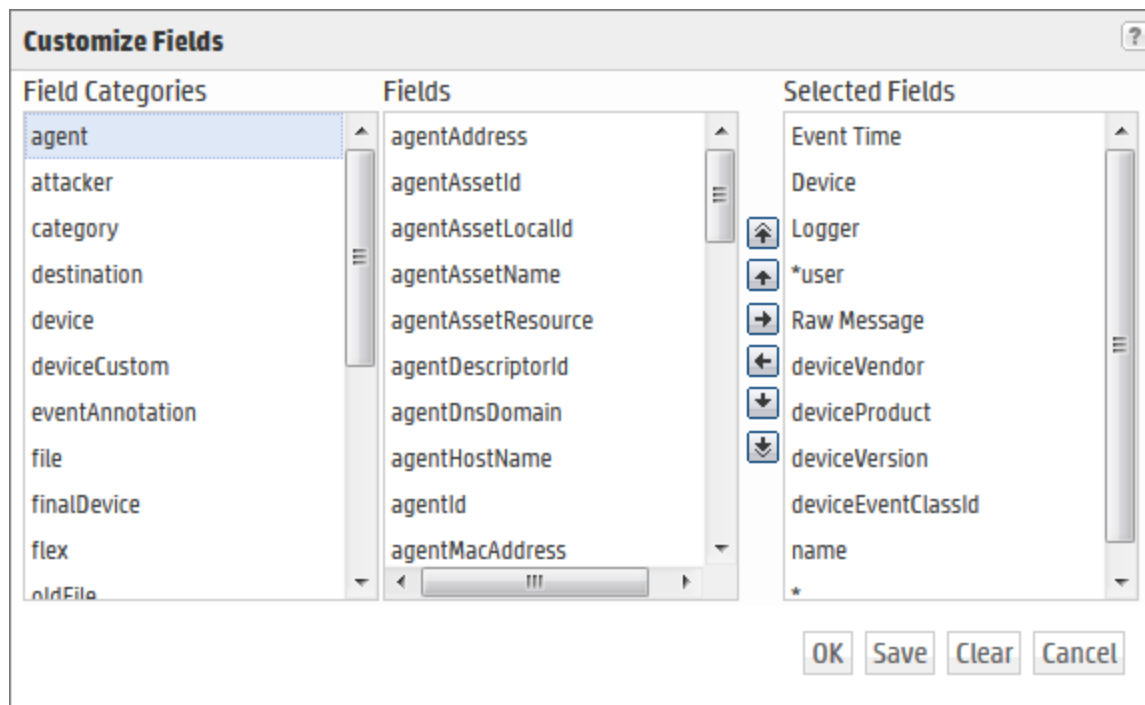 Customize Fields
?
Field Categories
agent
attacker
category
destination
device
deviceCustom
eventAnnotation
file
finalDevice
flex
oldFile
Fields
agentAddress
agentAssetId
agentAssetLocalId
agentAssetName
agentAssetResource
agentDescriptorId
agentDnsDomain
agentHostName
agentId
agentMacAddress
Selected Fields
Event Time
Device
Logger
*user
Raw Message
deviceVendor
deviceProduct
deviceVersion
deviceEventClassId
name
*
OK
Save
Clear
Cancel